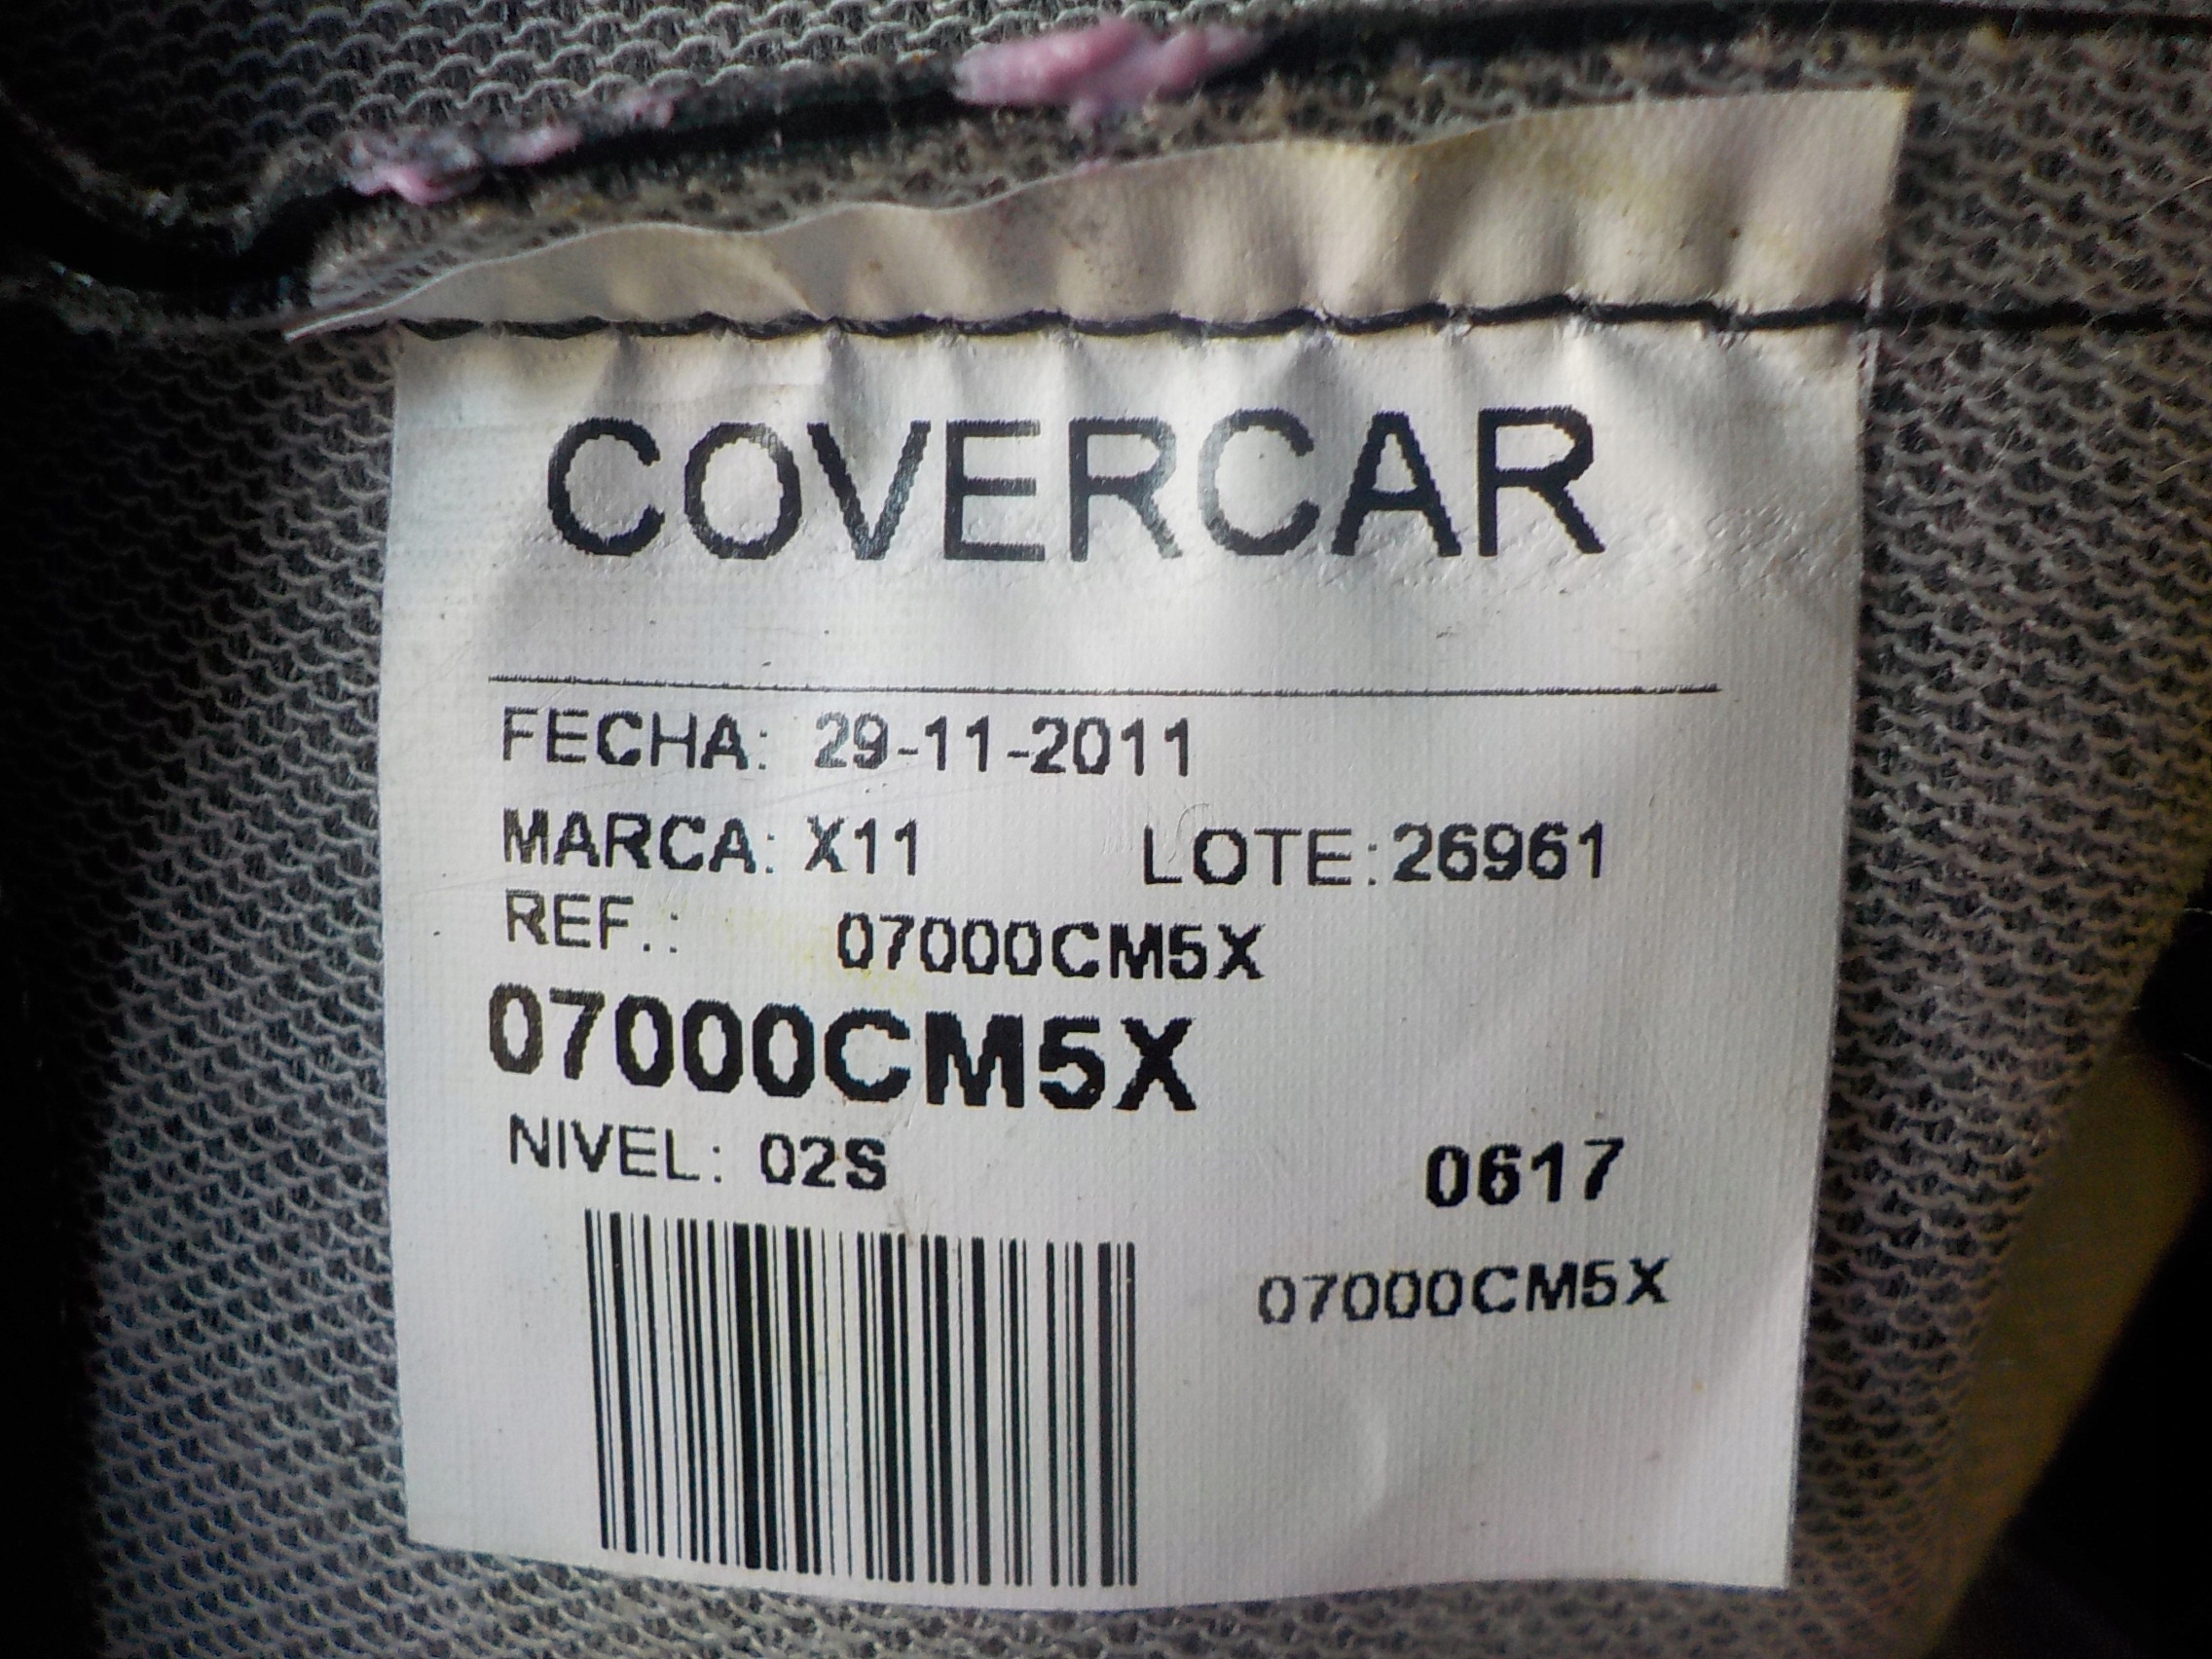 COVERCAR
FECHA: 29-11-2011
MARCA: X11 LOTE:26961
REF.: 07000CM5X
07000CM5X
NIVEL: 02S 0617
07000CM5X